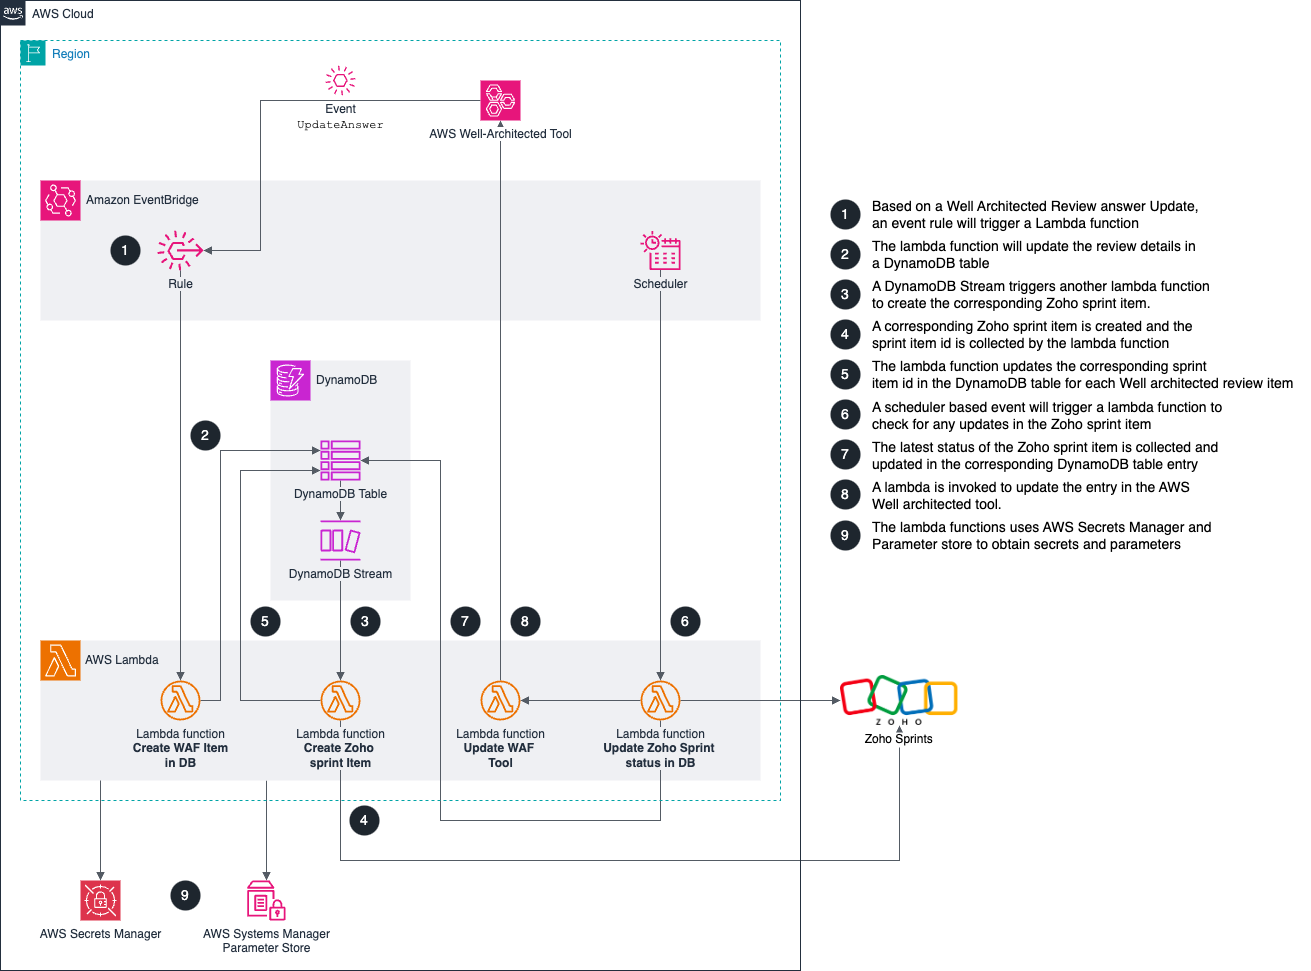 aws
AWS Cloud
Region
Event
UpdateAnswer
AWS Well-Architected Tool
Amazon EventBridge
1
Rule
Scheduler
DynamoDB
2
DynamoDB Table
DynamoDB Stream
5
3
7
8
6
AWS Lambda
Lambda function
Create WAF Item
in DB
Lambda function
Create Zoho
sprint Item
Lambda function
Update WAF
Tool
Lambda function
Update Zoho Sprint
status in DB
4
9
AWS Secrets Manager
AWS Systems Manager
Parameter Store
1
Based on a Well Architected Review answer Update,
an event rule will trigger a Lambda function
2
The lambda function will update the review details in
a DynamoDB table
3
A DynamoDB Stream triggers another lambda function
to create the corresponding Zoho sprint item.
4
A corresponding Zoho sprint item is created and the
sprint item id is collected by the lambda function
5
The lambda function updates the corresponding sprint
item id in the DynamoDB table for each Well architected review item
6
A scheduler based event will trigger a lambda function to
check for any updates in the Zoho sprint item
7
The latest status of the Zoho sprint item is collected and
updated in the corresponding DynamoDB table entry
8
A lambda is invoked to update the entry in the AWS
Well architected tool.
9
The lambda functions uses AWS Secrets Manager and
Parameter store to obtain secrets and parameters
ZOHO
Zoho Sprints